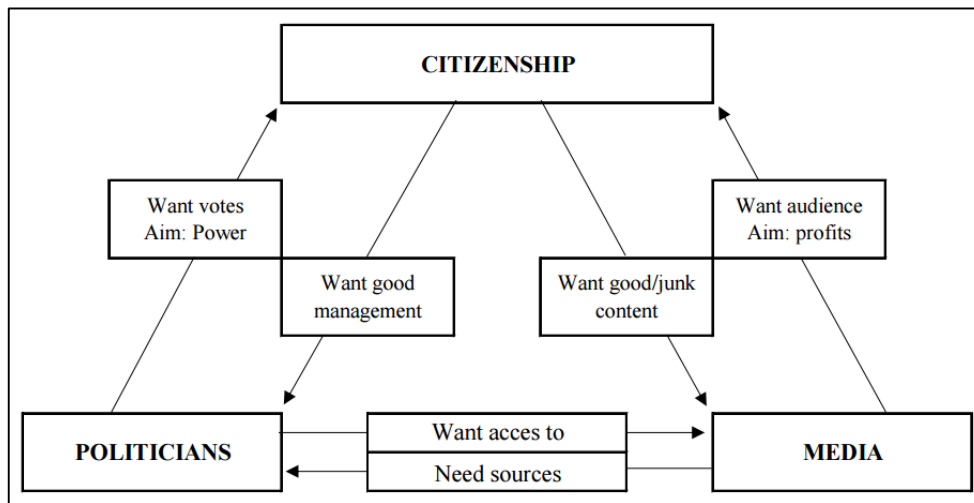 CITIZENSHIP
Want votes
Aim: Power
Want audience
Aim: profits
Want good
management
Want good/junk
content
POLITICIANS
Want acces to
Need sources
MEDIA